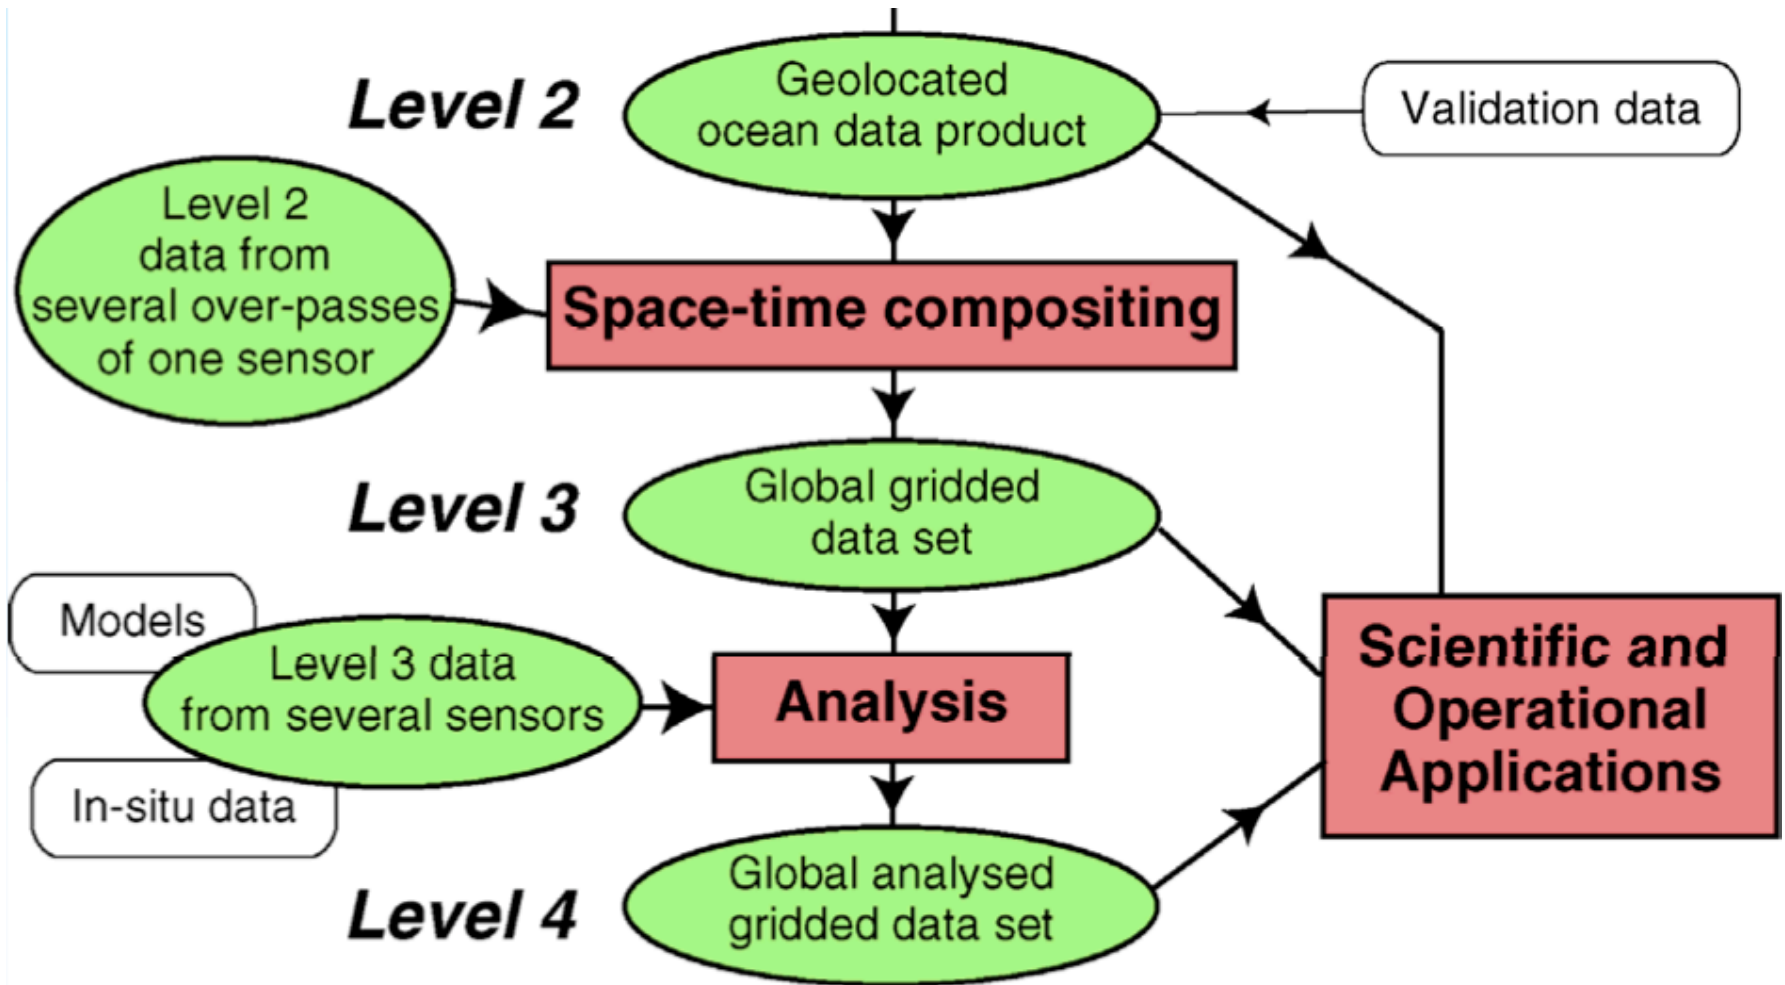 Level 2
Geolocated
ocean data product
Validation data
Level 2
data from
several over-passes
of one sensor
Space-time compositing
Level 3
Global gridded
data set
Models
Level 3 data
from several sensors
In-situ data
Analysis
Scientific and
Operational
Applications
Level 4
Global analysed
gridded data set